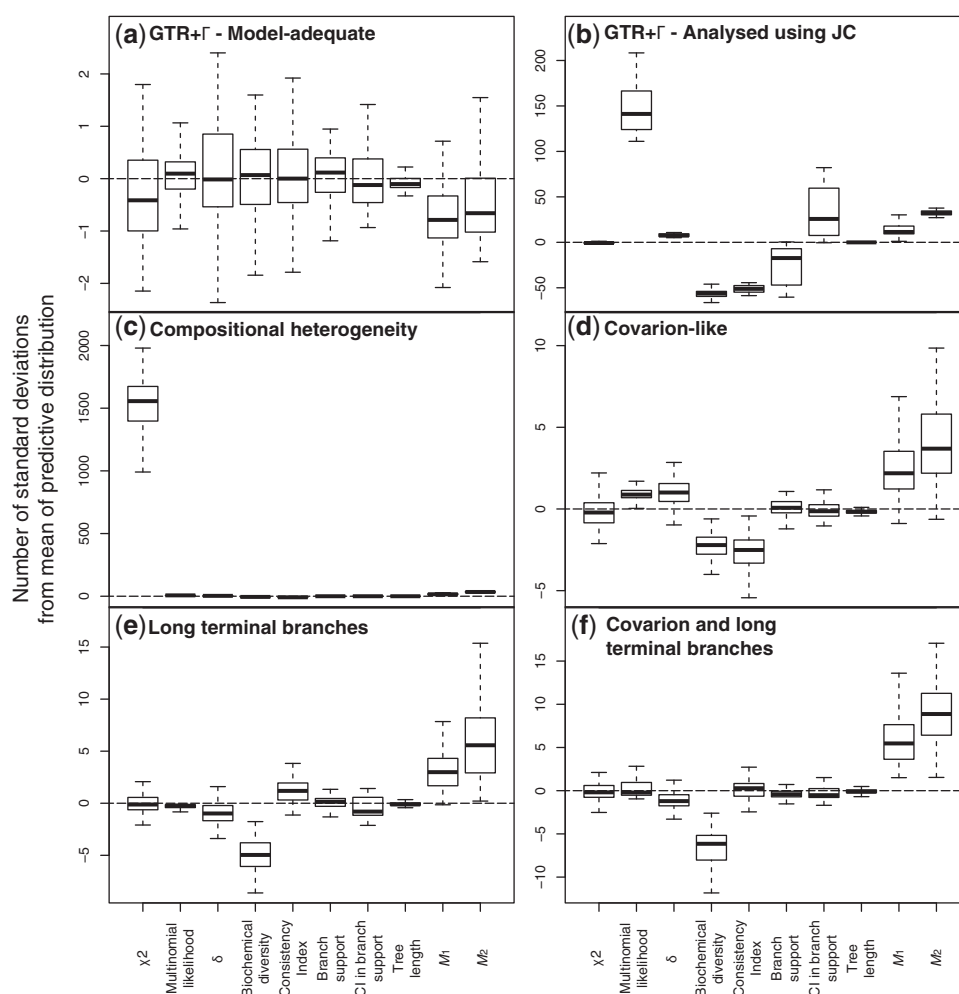 (a) GTR+Γ - Model-adequate
2
1
0
-1
-2
(b) GTR+Γ - Analysed using JC
200
150
100
50
0
-50
(c) Compositional heterogeneity
2000
1500
1000
500
0
(d) Covarion-like
10
5
0
-5
(e) Long terminal branches
15
10
5
0
-5
(f) Covarion and long
terminal branches
15
10
5
0
-5
-10
Number of standard deviations
from mean of predictive distribution
χ2
Multinomial
likelihood
δ
Biochemical
diversity
Consistency
Index
Branch
support
CI in branch
support
Tree
length
M1
M2
χ2
Multinomial
likelihood
δ
Biochemical
diversity
Consistency
Index
Branch
support
CI in branch
support
Tree
length
M1
M2